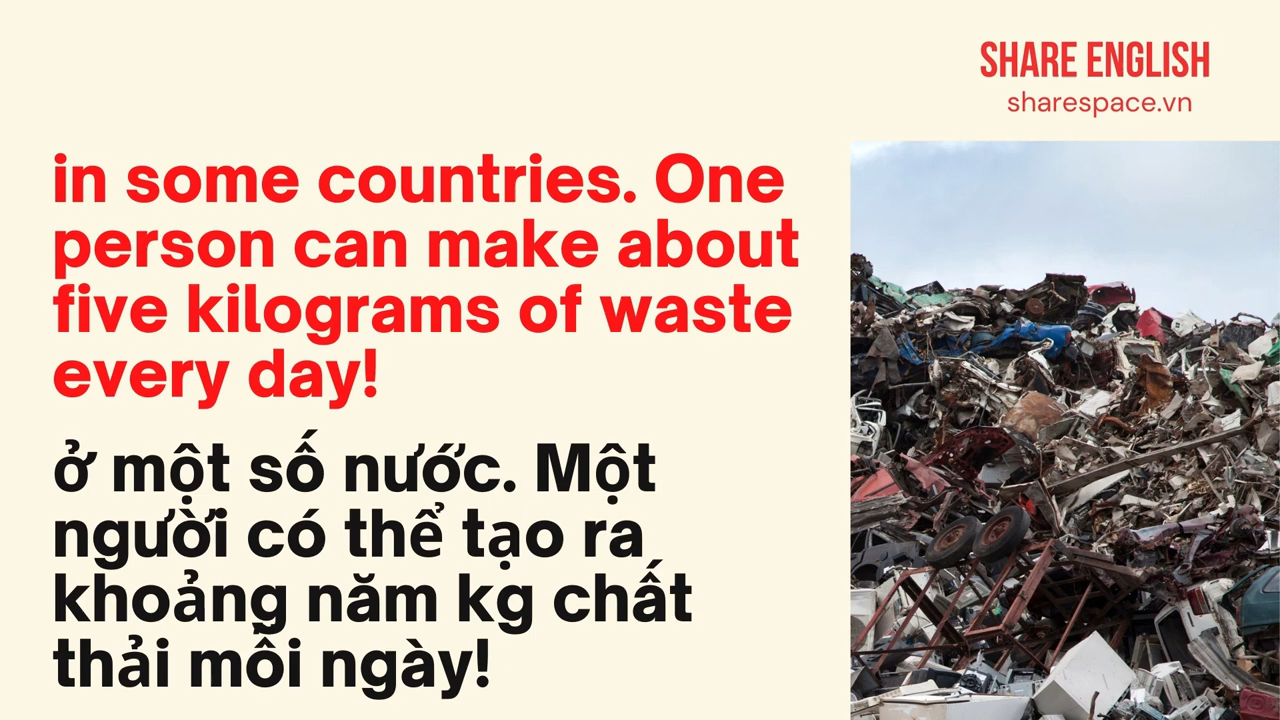 SHARE ENGLISH
sharespace.vn
in some countries. One
person can make about
five kilograms of waste
every day!
ở một số nước. Một
người có thể tạo ra
khoảng năm kg chất
thải mỗi ngày!